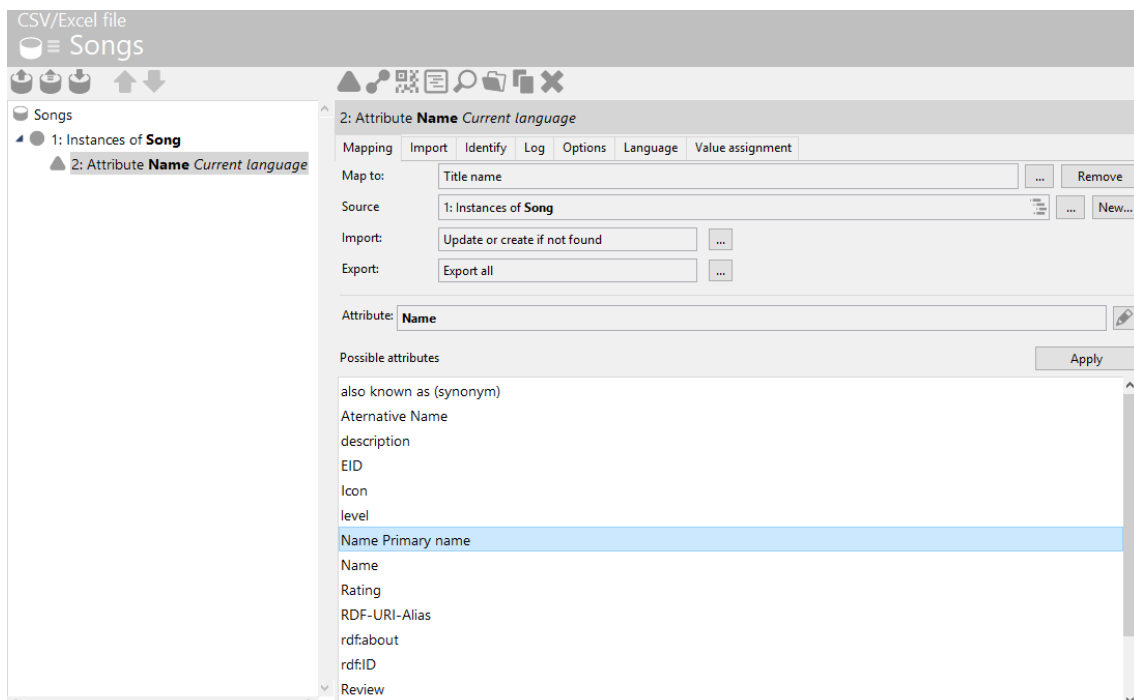 CSV/Excel file
Songs
Songs
1: Instances of Song
2: Attribute Name Current language
2: Attribute Name Current language
Mapping Import Identify Log Options Language Value assignment
Map to: Title name ... Remove
Source 1: Instances of Song ... New...
Import: Update or create if not found ...
Export: Export all ...
Attribute: Name
Possible attributes Apply
also known as (synonym)
Aternative Name
description
EID
Icon
level
Name Primary name
Name
Rating
RDF-URI-Alias
rdf:about
rdf:ID
Review